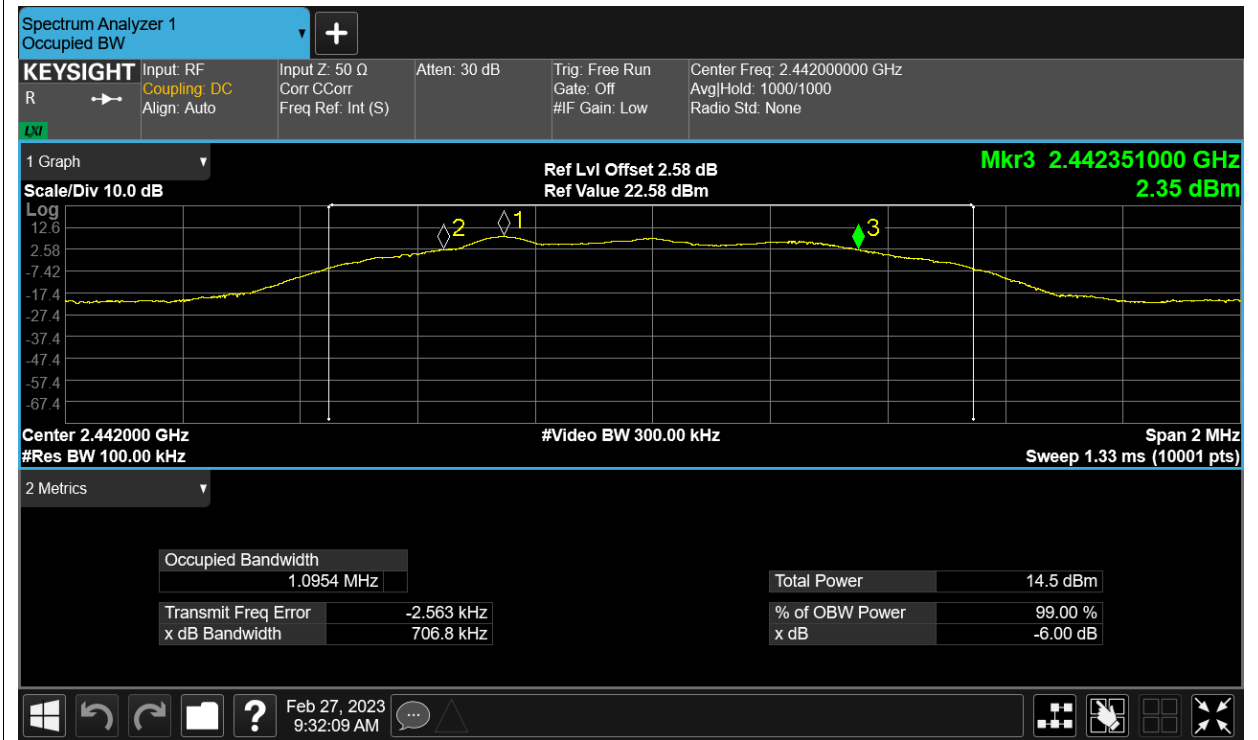 Spectrum Analyzer 1
Occupied BW
KEYSIGHT
R
LXI
Input: RF
Coupling: DC
Align: Auto
Input Z: 50 Ω
Corr CCorr
Freq Ref: Int (S)
Atten: 30 dB
Trig: Free Run
Gate: Off
#IF Gain: Low
Center Freq: 2.442000000 GHz
Avg|Hold: 1000/1000
Radio Std: None
1 Graph
Scale/Div 10.0 dB
Ref Lvl Offset 2.58 dB
Ref Value 22.58 dBm
Mkr3 2.442351000 GHz
2.35 dBm
Log
12.6
2.58
-7.42
-17.4
-27.4
-37.4
-47.4
-57.4
-67.4
2
1
3
Center 2.442000 GHz
#Res BW 100.00 kHz
#Video BW 300.00 kHz
Span 2 MHz
Sweep 1.33 ms (10001 pts)
2 Metrics
Occupied Bandwidth
1.0954 MHz
Transmit Freq Error -2.563 kHz
x dB Bandwidth 706.8 kHz
Total Power 14.5 dBm
% of OBW Power 99.00 %
x dB -6.00 dB
?
Feb 27, 2023
9:32:09 AM